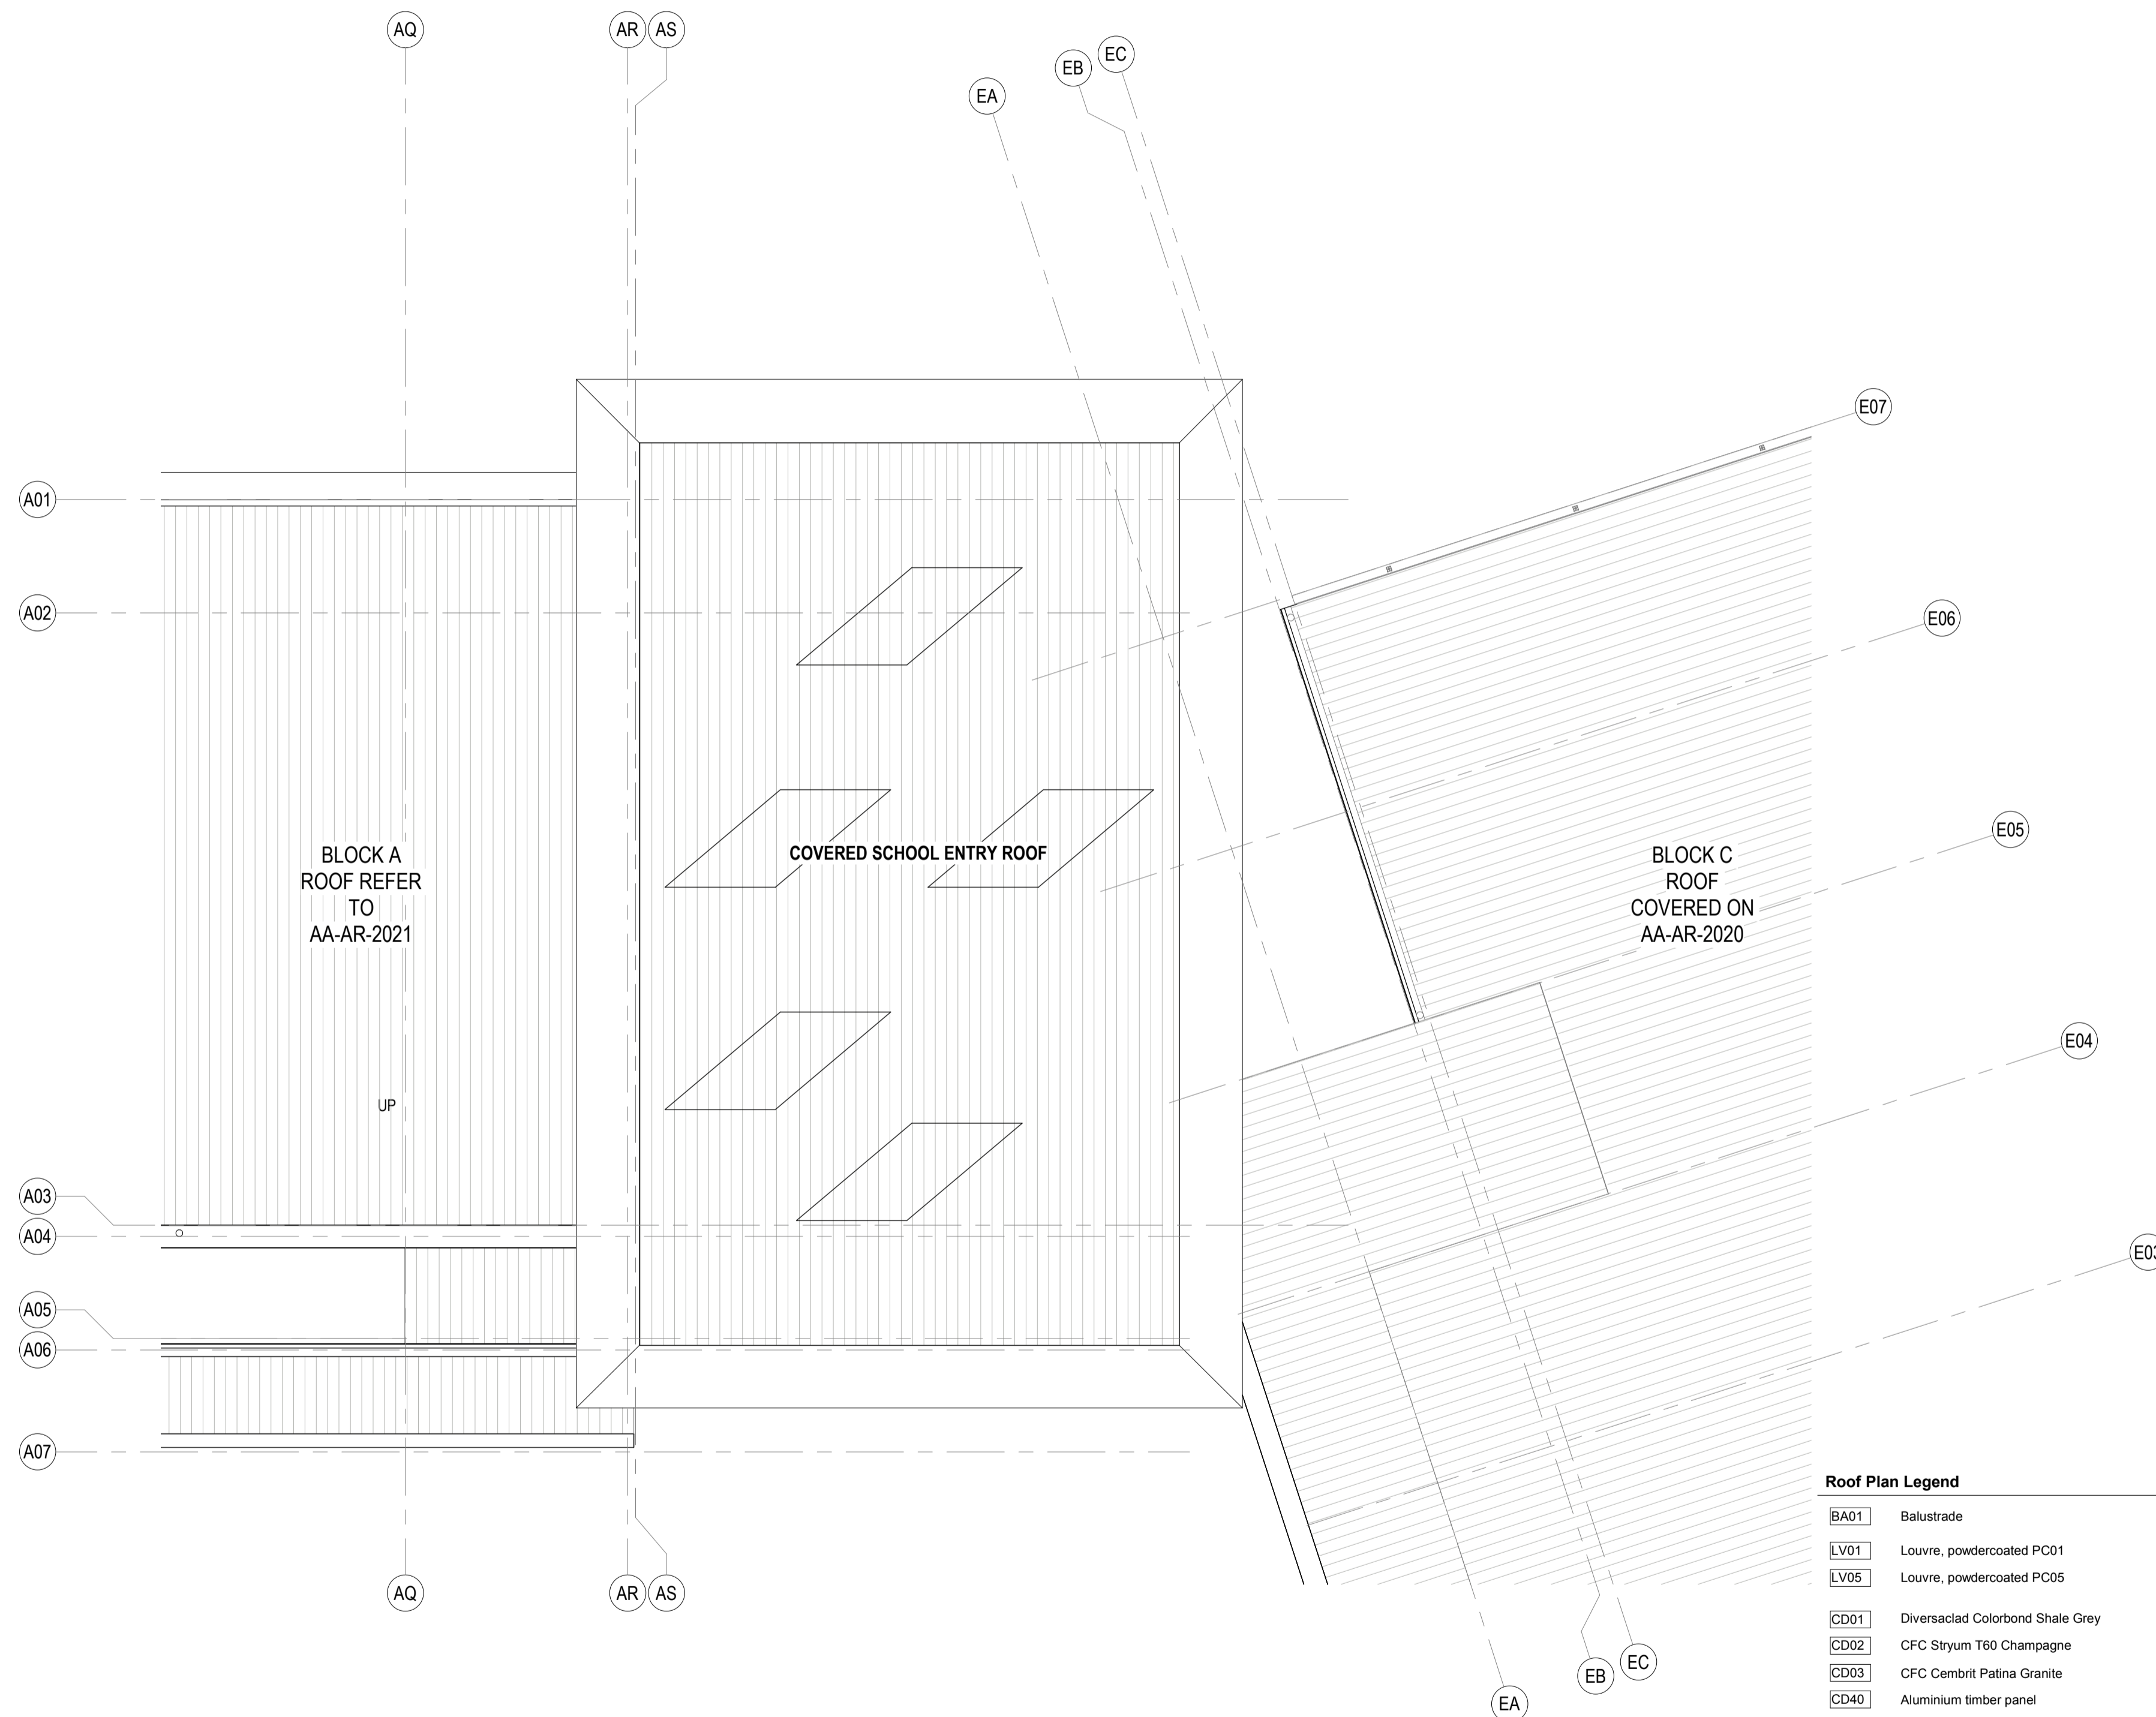 AQ
AR
AS
EA
EB
EC
E07
A01
A02
E06
E05
BLOCK A
ROOF REFER
TO
AA-AR-2021
COVERED SCHOOL ENTRY ROOF
BLOCK C
ROOF
COVERED ON
AA-AR-2020
E04
UP
A03
A04
E03
A05
A06
A07
AQ
AR
AS
EA
EB
EC
Roof Plan Legend
BA01 Balustrade
LV01 Louvre, powdercoated PC01
LV05 Louvre, powdercoated PC05
CD01 Diversaclad Colorbond Shale Grey
CD02 CFC Stryum T60 Champagne
CD03 CFC Cembrit Patina Granite
CD40 Aluminium timber panel